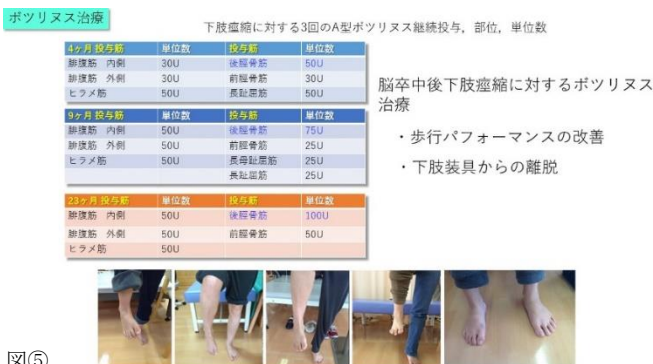 ボツリヌス治療
下肢痙縮に対する3回のA型ボツリヌス継続投与，部位，単位数
4ヶ月 投与筋 単位数 投与筋 単位数
腓腹筋 内側 30U 後脛骨筋 50U
腓腹筋 外側 30U 前脛骨筋 30U
ヒラメ筋 50U 長趾屈筋 50U
9ヶ月 投与筋 単位数 投与筋 単位数
腓腹筋 内側 50U 後脛骨筋 75U
腓腹筋 外側 50U 前脛骨筋 25U
ヒラメ筋 50U 長母趾屈筋 25U
長趾屈筋 25U
23ヶ月 投与筋 単位数 投与筋 単位数
腓腹筋 内側 50U 後脛骨筋 100U
腓腹筋 外側 50U 前脛骨筋 50U
ヒラメ筋 50U
脳卒中後下肢痙縮に対するボツリヌス
治療
・歩行パフォーマンスの改善
・下肢装具からの離脱
図⑤